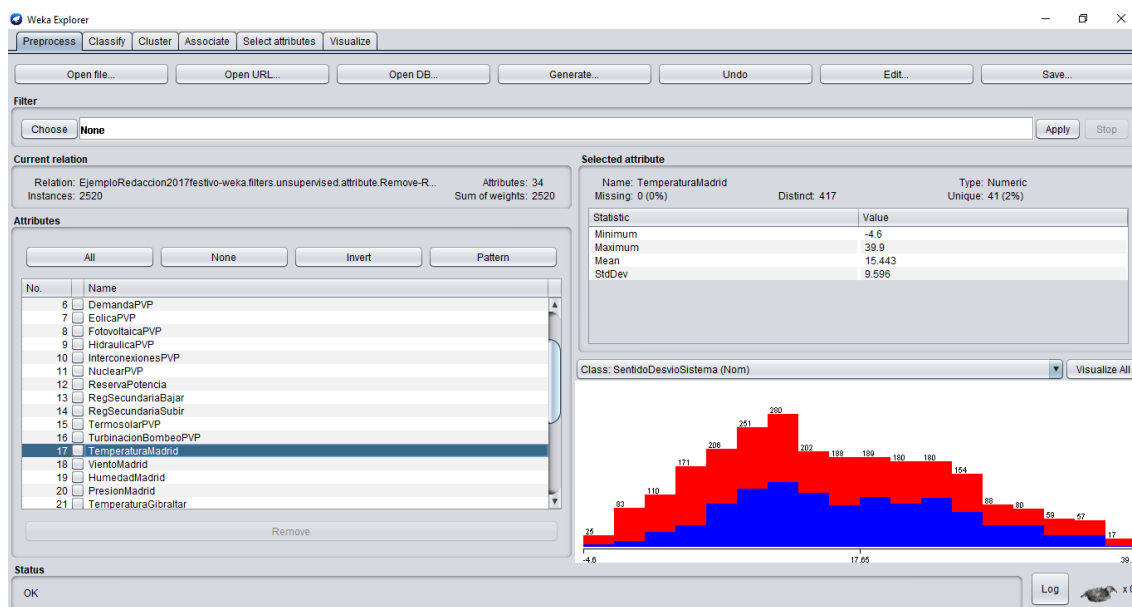 Weka Explorer
Preprocess Classify Cluster Associate Select attributes Visualize
Open file... Open URL... Open DB... Generate... Undo Edit... Save...
Filter
Choose None Apply Stop
Current relation
Relation: EjemploRedaccion2017festivo-weka.filters.unsupervised.attribute.Remove-R... Attributes: 34
Instances: 2520 Sum of weights: 2520
Attributes
All None Invert Pattern
No. Name
6 DemandaPVP
7 EolicaPVP
8 FotovoltaicaPVP
9 HidraulicaPVP
10 InterconexionesPVP
11 NuclearPVP
12 ReservaPotencia
13 RegSecundariaBajar
14 RegSecundariaSubir
15 TermosolarPVP
16 TurbinacionBombeoPVP
17 TemperaturaMadrid
18 VientoMadrid
19 HumedadMadrid
20 PresionMadrid
21 TemperaturaGibraltar
Remove
Selected attribute
Name: TemperaturaMadrid Type: Numeric
Missing: 0 (0%) Distinct: 417 Unique: 41 (2%)
Statistic Value
Minimum -4.6
Maximum 39.9
Mean 15.443
StdDev 9.596
Class: SentidoDesvioSistema (Nom) Visualize All
25 83 110 171 206 251 280 202 188 189 180 180 154 88 80 59 57 17
-4.6 17.65 39.
Status
OK Log x 0